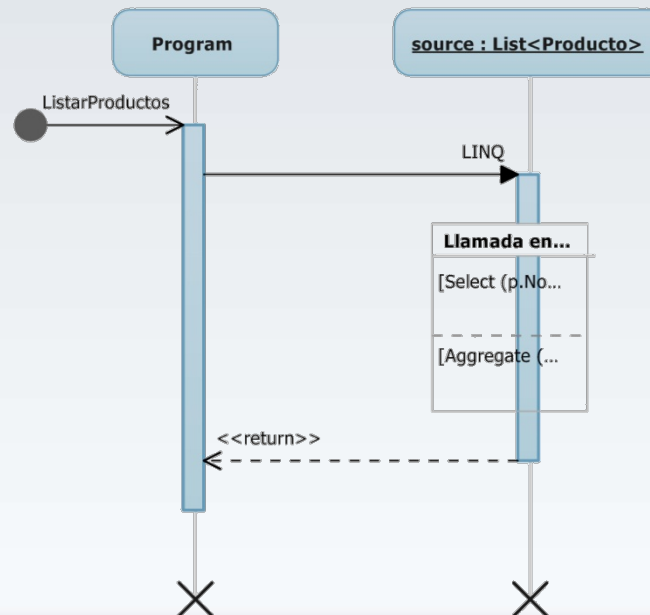 Program
source : List<Producto>
ListarProductos
LINQ
Llamada en...
[Select (p.No...
[Aggregate (...
<<return>>